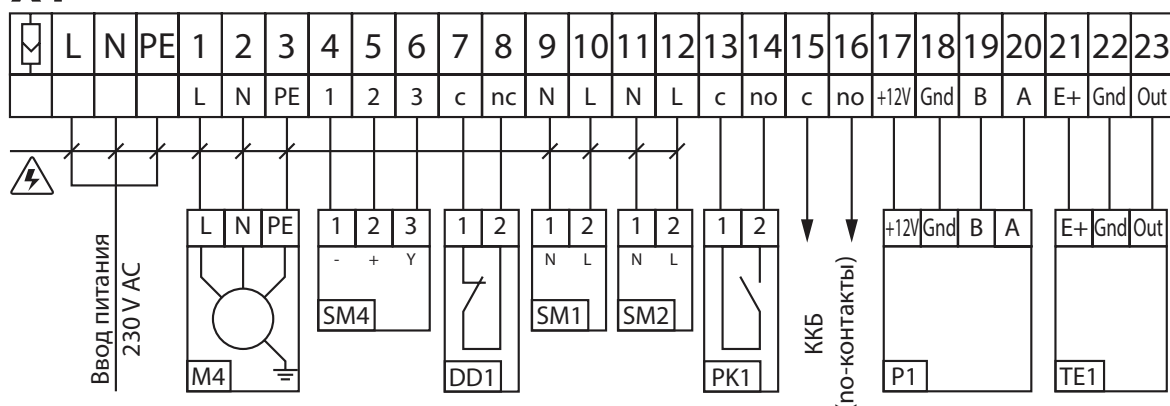 L N PE 1 2 3 4 5 6 7 8 9 10 11 12 13 14 15 16 17 18 19 20 21 22 23
L N PE 1 2 3 c nc N L N L c no c no +12V Gnd B A E+ Gnd Out
L N PE
M4
1 2 3
- + Y
SM4
1 2
DD1
1 2
N L
SM1
1 2
N L
SM2
1 2
PK1
+12V Gnd B A
P1
E+ Gnd Out
TE1
Ввод питания
230 V AC
ККБ
(no-контакты)